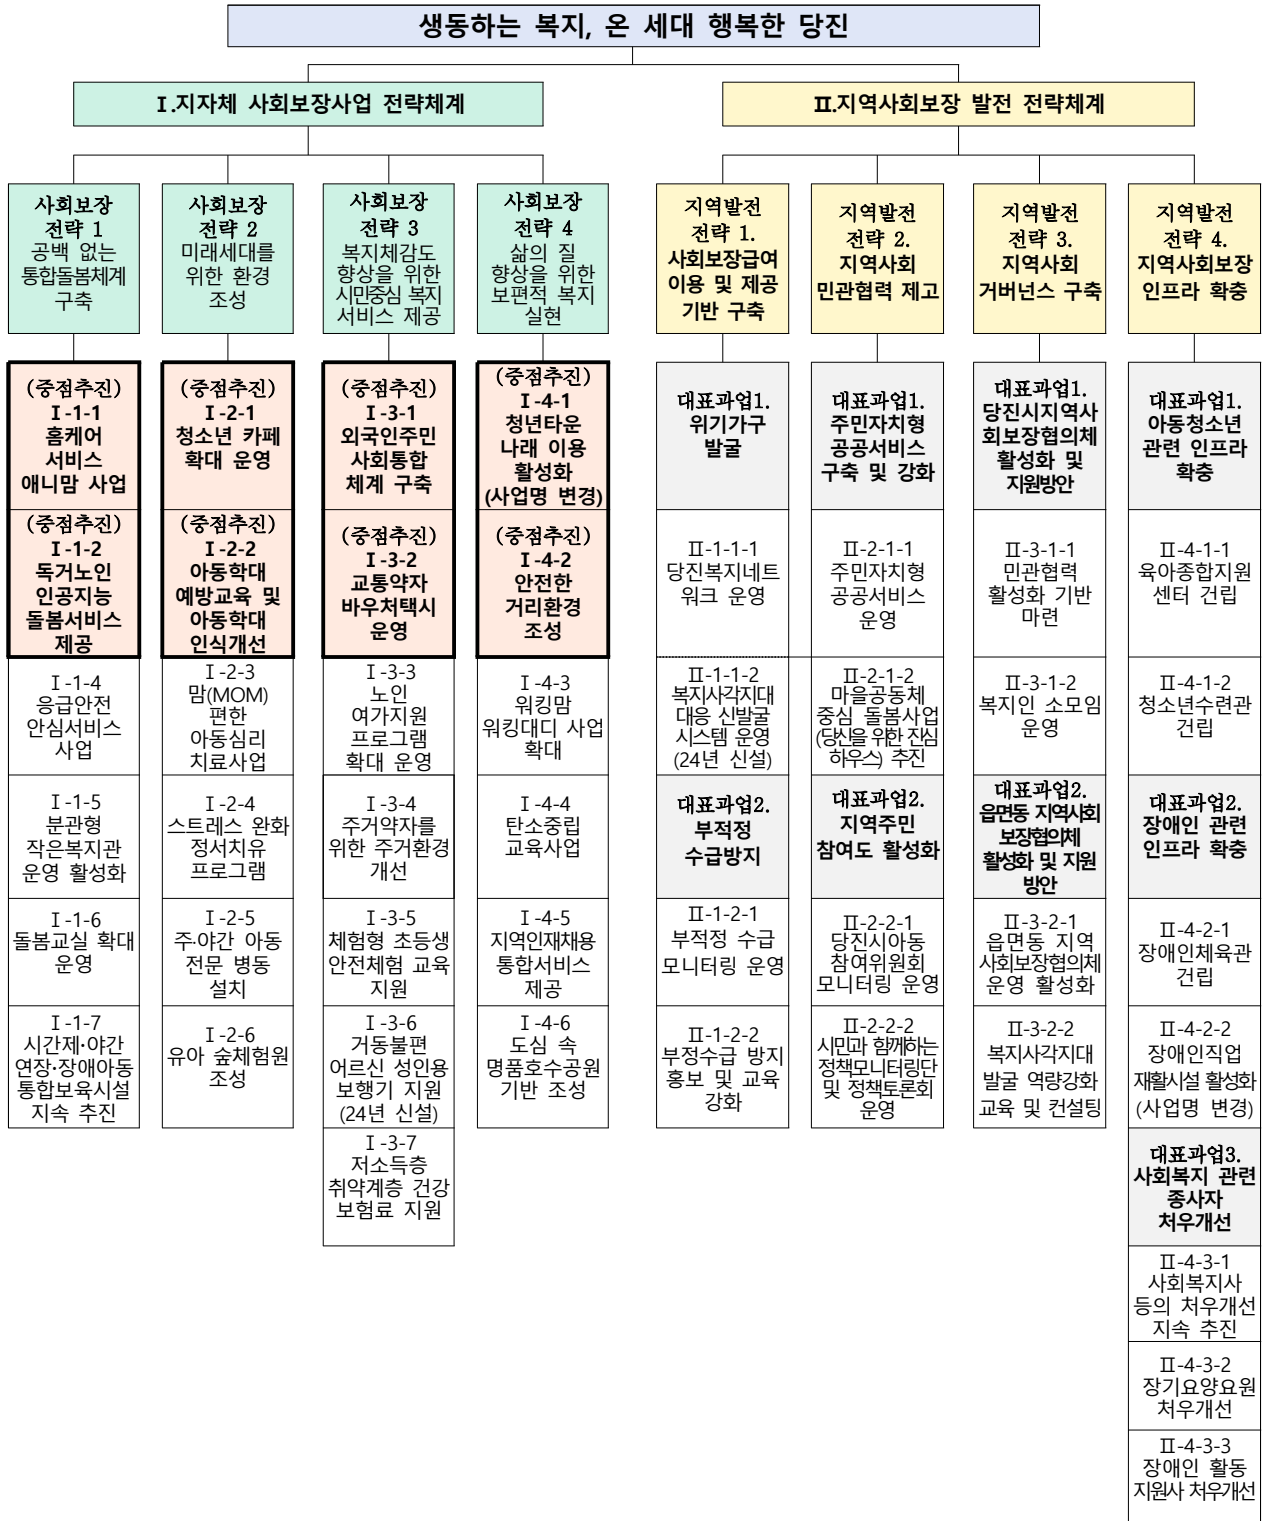 생동하는 복지, 온 세대 행복한 당진
Ⅰ.지자체 사회보장사업 전략체계
Ⅱ.지역사회보장 발전 전략체계
사회보장
전략 1
공백 없는
통합돌봄체계
구축
사회보장
전략 2
미래세대를
위한 환경
조성
사회보장
전략 3
복지체감도
향상을 위한
시민중심 복지
서비스 제공
사회보장
전략 4
삶의 질
향상을 위한
보편적 복지
실현
지역발전
전략 1.
사회보장급여
이용 및 제공
기반 구축
지역발전
전략 2.
지역사회
민관협력 제고
지역발전
전략 3.
지역사회
거버넌스 구축
지역발전
전략 4.
지역사회보장
인프라 확충
(중점추진)
Ⅰ-1-1
홈케어
서비스
애니맘 사업
(중점추진)
Ⅰ-2-1
청소년 카페
확대 운영
(중점추진)
Ⅰ-3-1
외국인주민
사회통합
체계 구축
(중점추진)
Ⅰ-4-1
청년타운
나래 이용
활성화
(사업명 변경)
대표과업1.
위기가구
발굴
대표과업1.
주민자치형
공공서비스
구축 및 강화
대표과업1.
당진시지역사
회보장협의체
활성화 및
지원방안
대표과업1.
아동청소년
관련 인프라
확충
(중점추진)
Ⅰ-1-2
독거노인
인공지능
돌봄서비스
제공
(중점추진)
Ⅰ-2-2
아동학대
예방교육 및
아동학대
인식개선
(중점추진)
Ⅰ-3-2
교통약자
바우처택시
운영
(중점추진)
Ⅰ-4-2
안전한
거리환경
조성
Ⅱ-1-1-1
당진복지네트
워크 운영
Ⅱ-2-1-1
주민자치형
공공서비스
운영
Ⅱ-3-1-1
민관협력
활성화 기반
마련
Ⅱ-4-1-1
육아종합지원
센터 건립
Ⅰ-1-4
응급안전
안심서비스
사업
Ⅰ-2-3
맘(MOM)
편한
아동심리
치료사업
Ⅰ-3-3
노인
여가지원
프로그램
확대 운영
Ⅰ-4-3
워킹맘
워킹대디 사업
확대
Ⅱ-1-1-2
복지사각지대
대응 신발굴
시스템 운영
(24년 신설)
Ⅱ-2-1-2
마을공동체
중심 돌봄사업
(당신을 위한 진심
하우스) 추진
Ⅱ-3-1-2
복지인 소모임
운영
Ⅱ-4-1-2
청소년수련관
건립
Ⅰ-1-5
분관형
작은복지관
운영 활성화
Ⅰ-2-4
스트레스 완화
정서치유
프로그램
Ⅰ-3-4
주거약자를
위한 주거환경
개선
Ⅰ-4-4
탄소중립
교육사업
대표과업2.
부적정
수급방지
대표과업2.
지역주민
참여도 활성화
대표과업2.
읍면동 지역사회
보장협의체
활성화 및 지원
방안
대표과업2.
장애인 관련
인프라 확충
Ⅰ-1-6
돌봄교실 확대
운영
Ⅰ-2-5
주·야간 아동
전문 병동
설치
Ⅰ-3-5
체험형 초등생
안전체험 교육
지원
Ⅰ-4-5
지역인재채용
통합서비스
제공
Ⅱ-1-2-1
부적정 수급
모니터링 운영
Ⅱ-2-2-1
당진시아동
참여위원회
모니터링 운영
Ⅱ-3-2-1
읍면동 지역
사회보장협의체
운영 활성화
Ⅱ-4-2-1
장애인체육관
건립
Ⅰ-1-7
시간제·야간
연장·장애아동
통합보육시설
지속 추진
Ⅰ-2-6
유아 숲체험원
조성
Ⅰ-3-6
거동불편
어르신 성인용
보행기 지원
(24년 신설)
Ⅰ-4-6
도심 속
명품호수공원
기반 조성
Ⅱ-1-2-2
부정수급 방지
홍보 및 교육
강화
Ⅱ-2-2-2
시민과 함께하는
정책모니터링단
및 정책토론회
운영
Ⅱ-3-2-2
복지사각지대
발굴 역량강화
교육 및 컨설팅
Ⅱ-4-2-2
장애인직업
재활시설 활성화
(사업명 변경)
Ⅰ-3-7
저소득층
취약계층 건강
보험료 지원
대표과업3.
사회복지 관련
종사자
처우개선
Ⅱ-4-3-1
사회복지사
등의 처우개선
지속 추진
Ⅱ-4-3-2
장기요양요원
처우개선
Ⅱ-4-3-3
장애인 활동
지원사 처우개선